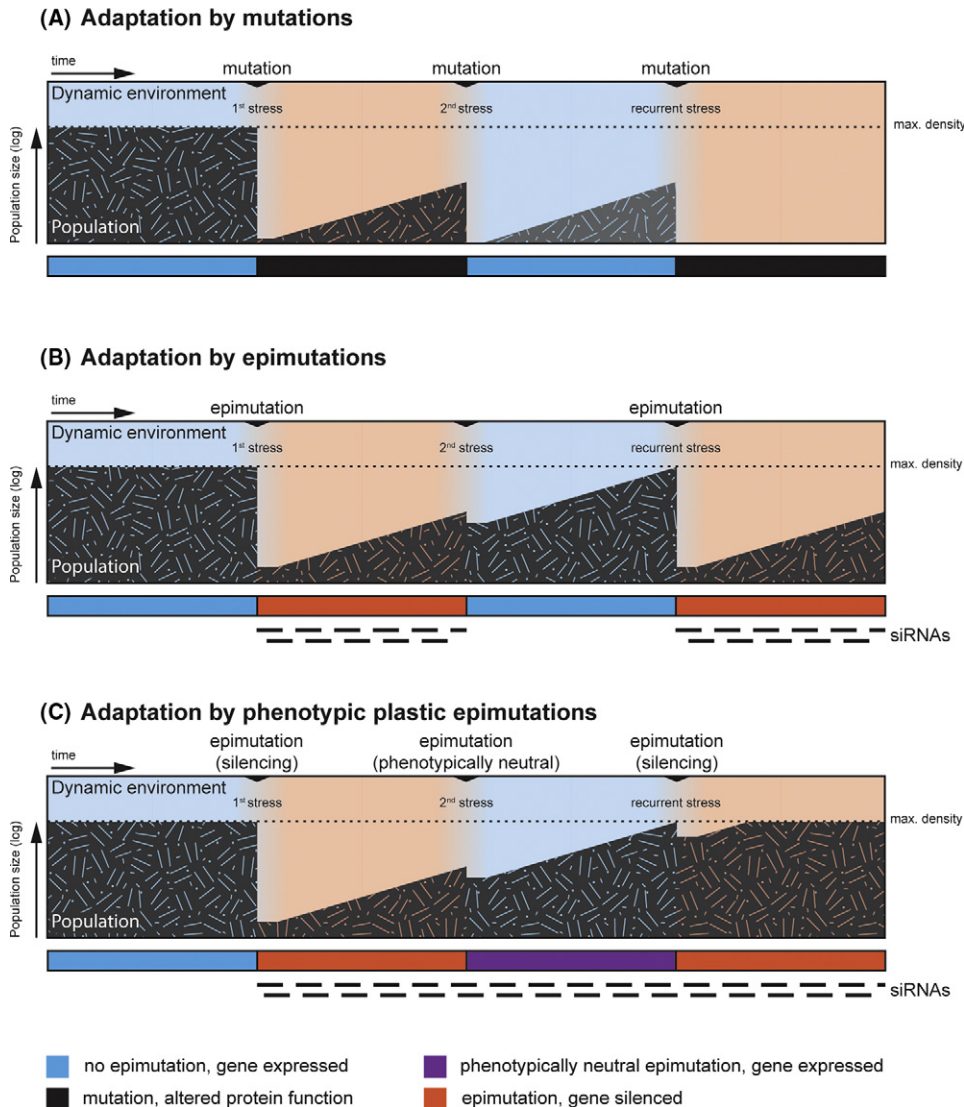 (A) Adaptation by mutations
time
mutation mutation mutation
Dynamic environment
1st stress 2nd stress recurrent stress
max. density
Population size (log)
Population
(B) Adaptation by epimutations
time
epimutation epimutation
Dynamic environment
1st stress 2nd stress recurrent stress
max. density
Population size (log)
Population
siRNAs
(C) Adaptation by phenotypic plastic epimutations
time
epimutation epimutation epimutation
(silencing) (phenotypically neutral) (silencing)
Dynamic environment
1st stress 2nd stress recurrent stress
max. density
Population size (log)
Population
siRNAs
no epimutation, gene expressed
phenotypically neutral epimutation, gene expressed
mutation, altered protein function
epimutation, gene silenced